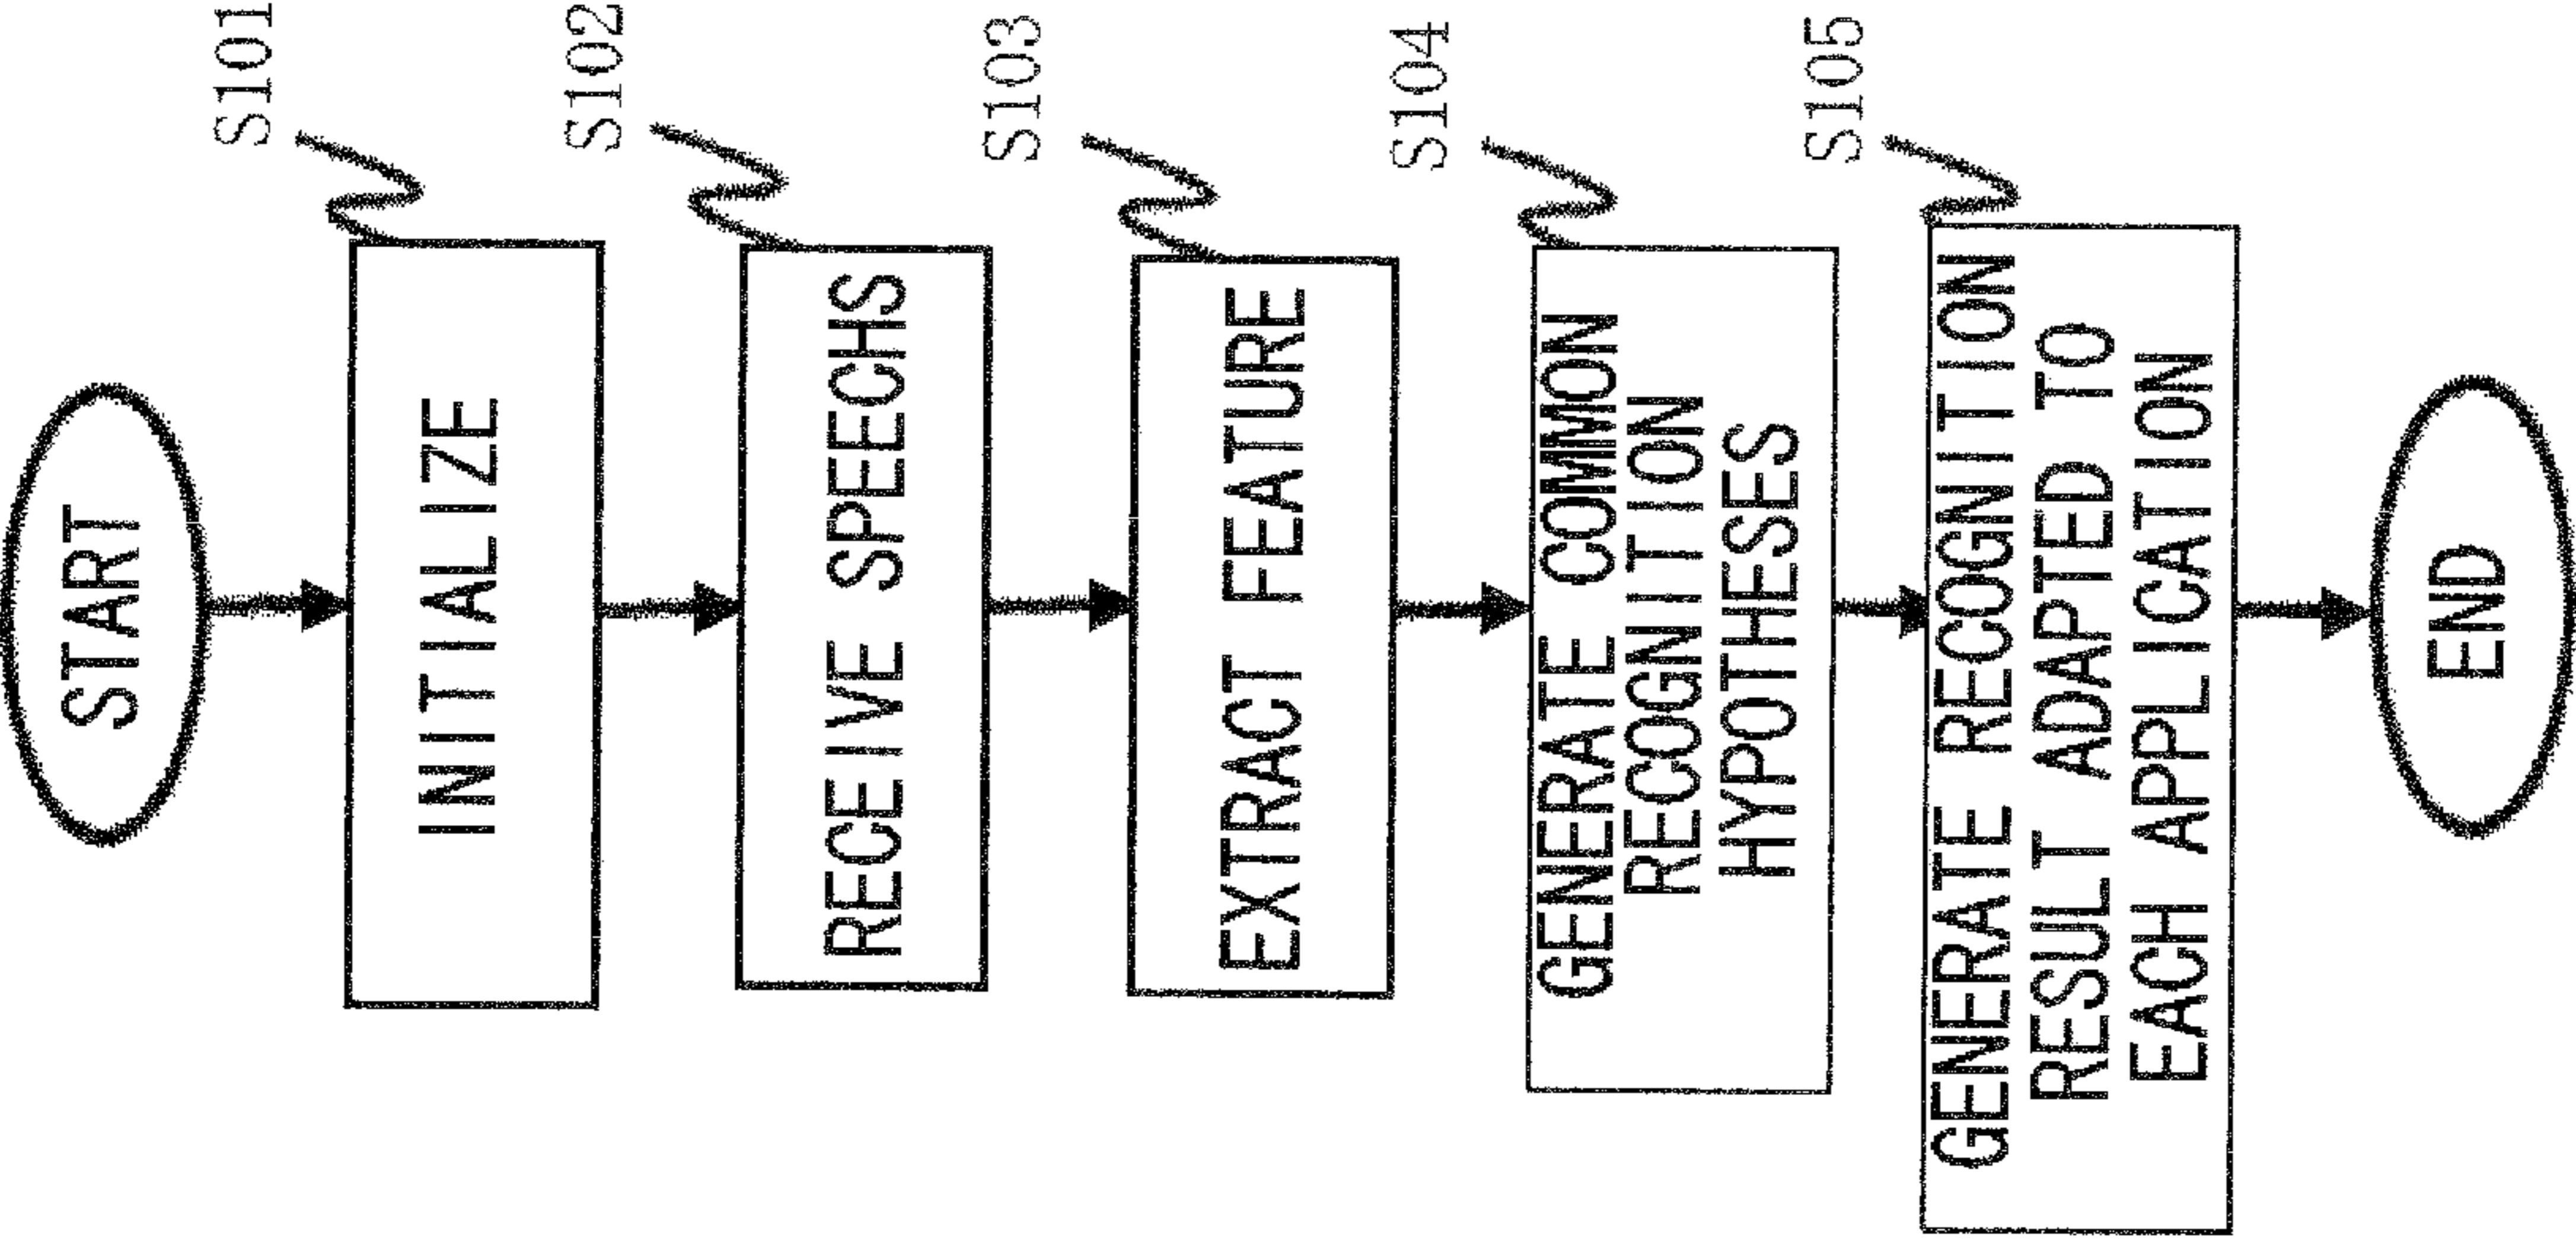 START
S101
INITIALIZE
S102
RECEIVE SPEECHS
S103
EXTRACT FEATURE
S104
GENERATE COMMON
RECOGNITION
HYPOTHESES
S105
GENERATE RECOGNITION
RESULT ADAPTED TO
EACH APPLICATION
END